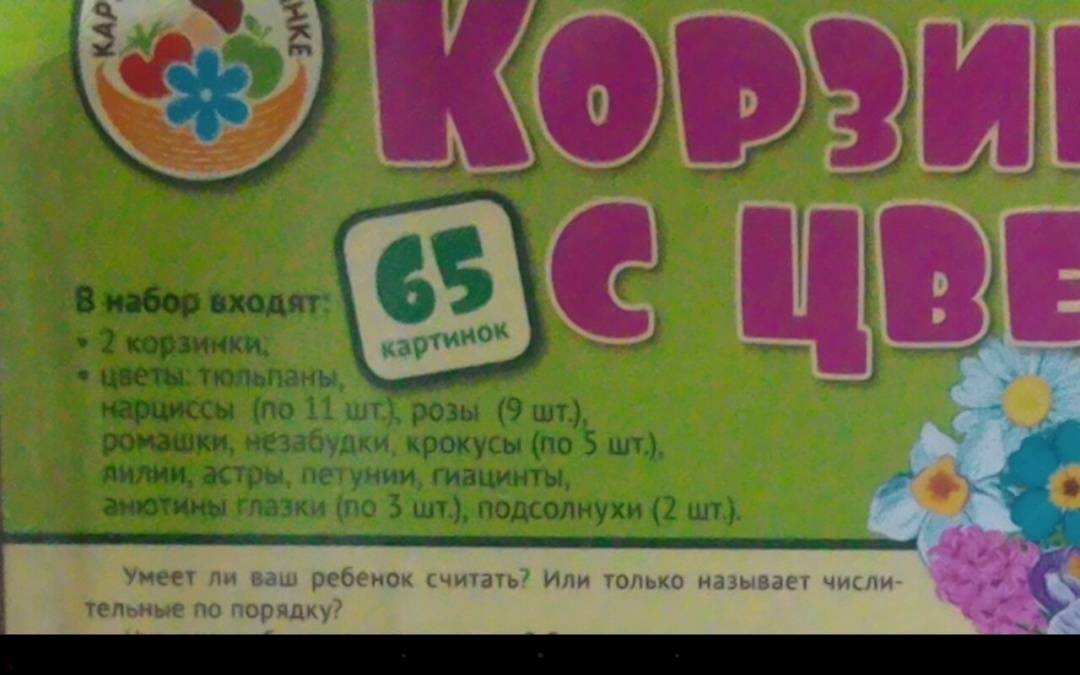 Корзи
с цве
65
картинок
В набор входят:
• 2 корзинки,
• цветы: тюльпаны,
нарциссы (по 11 шт.), розы (9 шт.),
ромашки, незабудки, крокусы (по 5 шт.),
лилии, астры, петунии, гиацинты,
анютины глазки (по 3 шт.), подсолнухи (2 шт.).
Умеет ли ваш ребенок считать? Или только называет числи-
тельные по порядку?